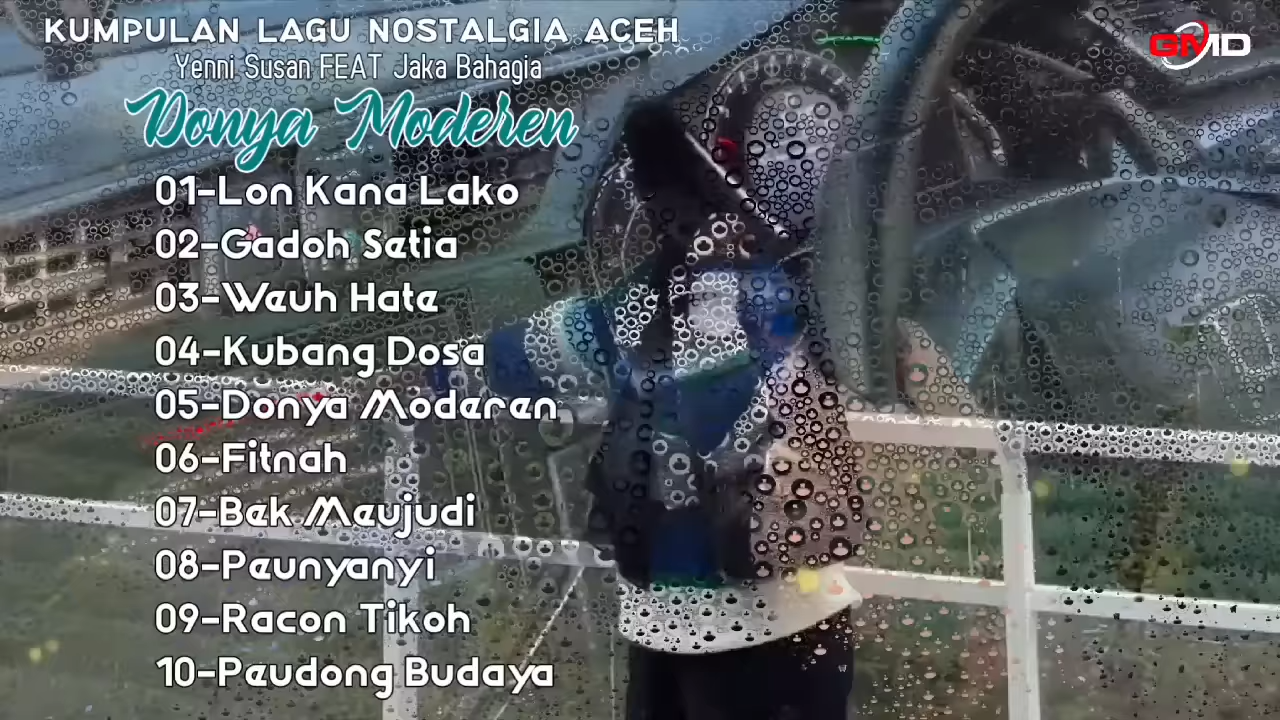 KUMPULAN LAGU NOSTALGIA ACEH
GMD
Yenni Susan FEAT Jaka Bahagia
Donya Moderen
01-Lon Kana Lako
02-Gadoh Setia
03-Weuh Hate
04-Kubang Dosa
05-Donya Moderen
06-Fitnah
07-Bek Meujudi
08-Peunyanyi
09-Racon Tikoh
10-Peudong Budaya